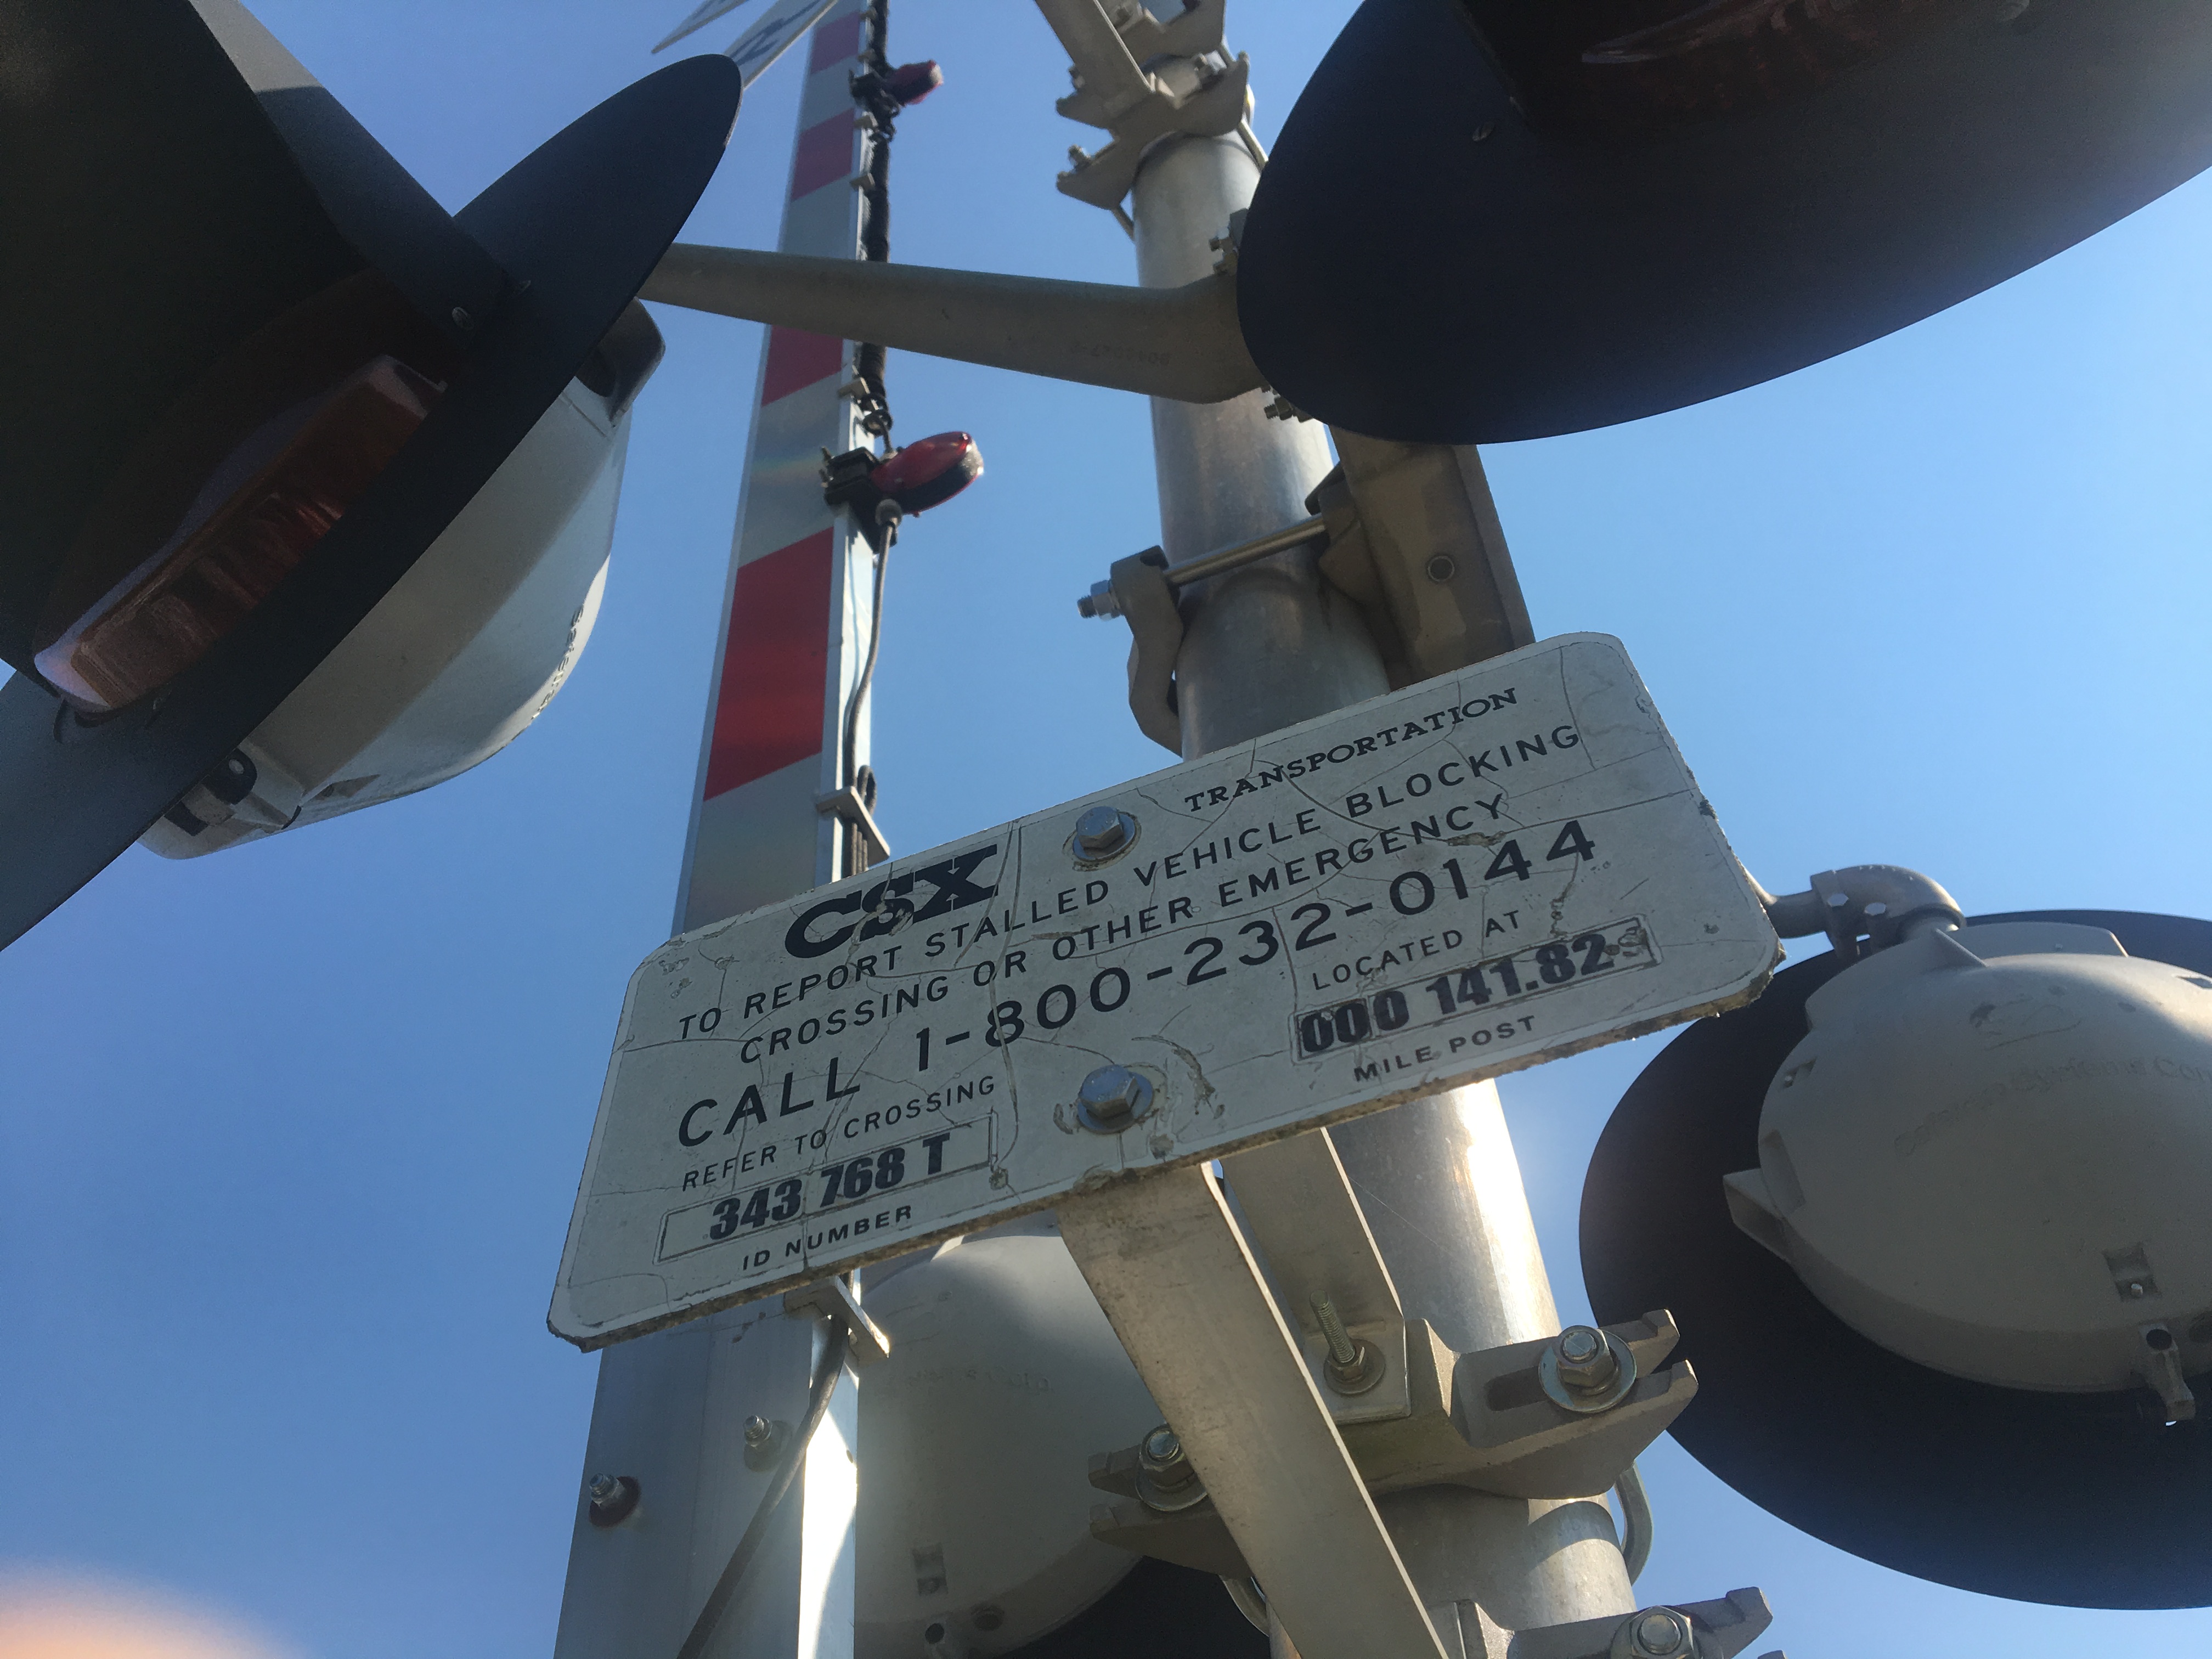 CSX TRANSPORTATION
TO REPORT STALLED VEHICLE BLOCKING
CROSSING OR OTHER EMERGENCY
CALL 1-800-232-0144
REFER TO CROSSING
343 768 T
ID NUMBER
LOCATED AT
000 141.82
MILE POST